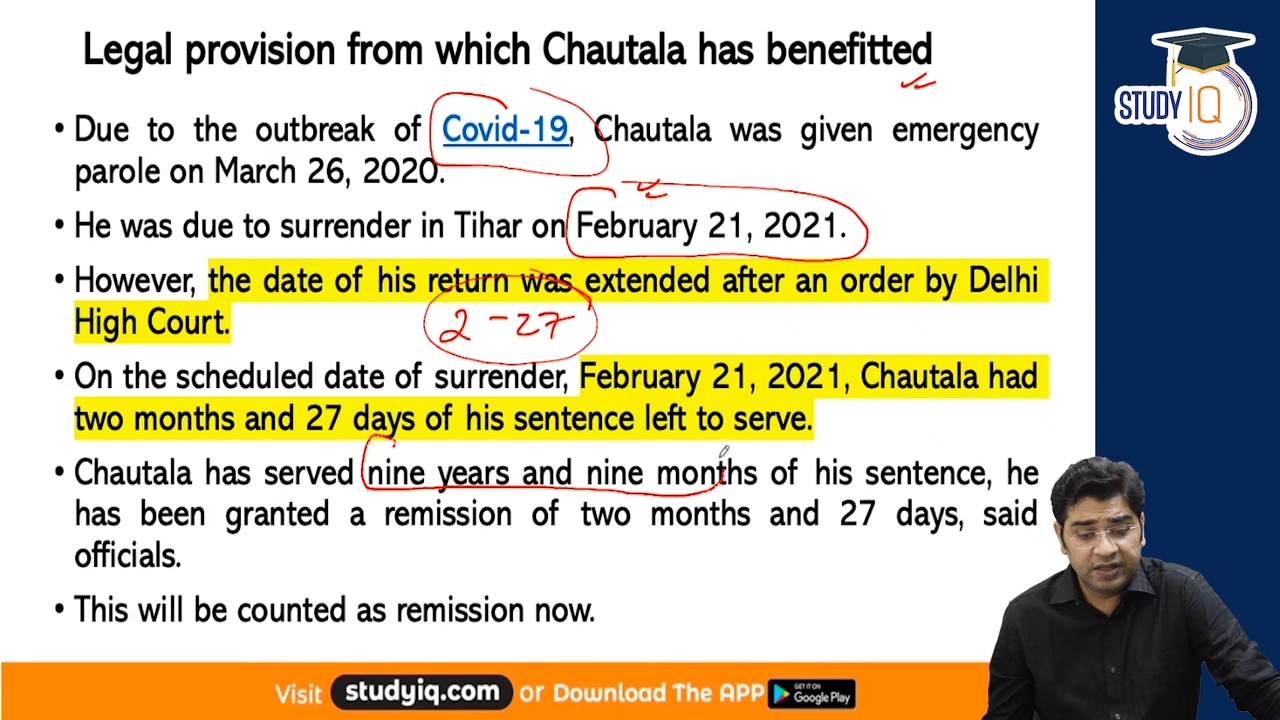 Legal provision from which Chautala has benefitted
STUDY IQ
• Due to the outbreak of Covid-19, Chautala was given emergency
parole on March 26, 2020.
• He was due to surrender in Tihar on February 21, 2021.
• However, the date of his return was extended after an order by Delhi
High Court.
2 - 27
• On the scheduled date of surrender, February 21, 2021, Chautala had
two months and 27 days of his sentence left to serve.
• Chautala has served nine years and nine months of his sentence, he
has been granted a remission of two months and 27 days, said
officials.
• This will be counted as remission now.
Visit studyiq.com or Download The APP GET IT ON Google Play